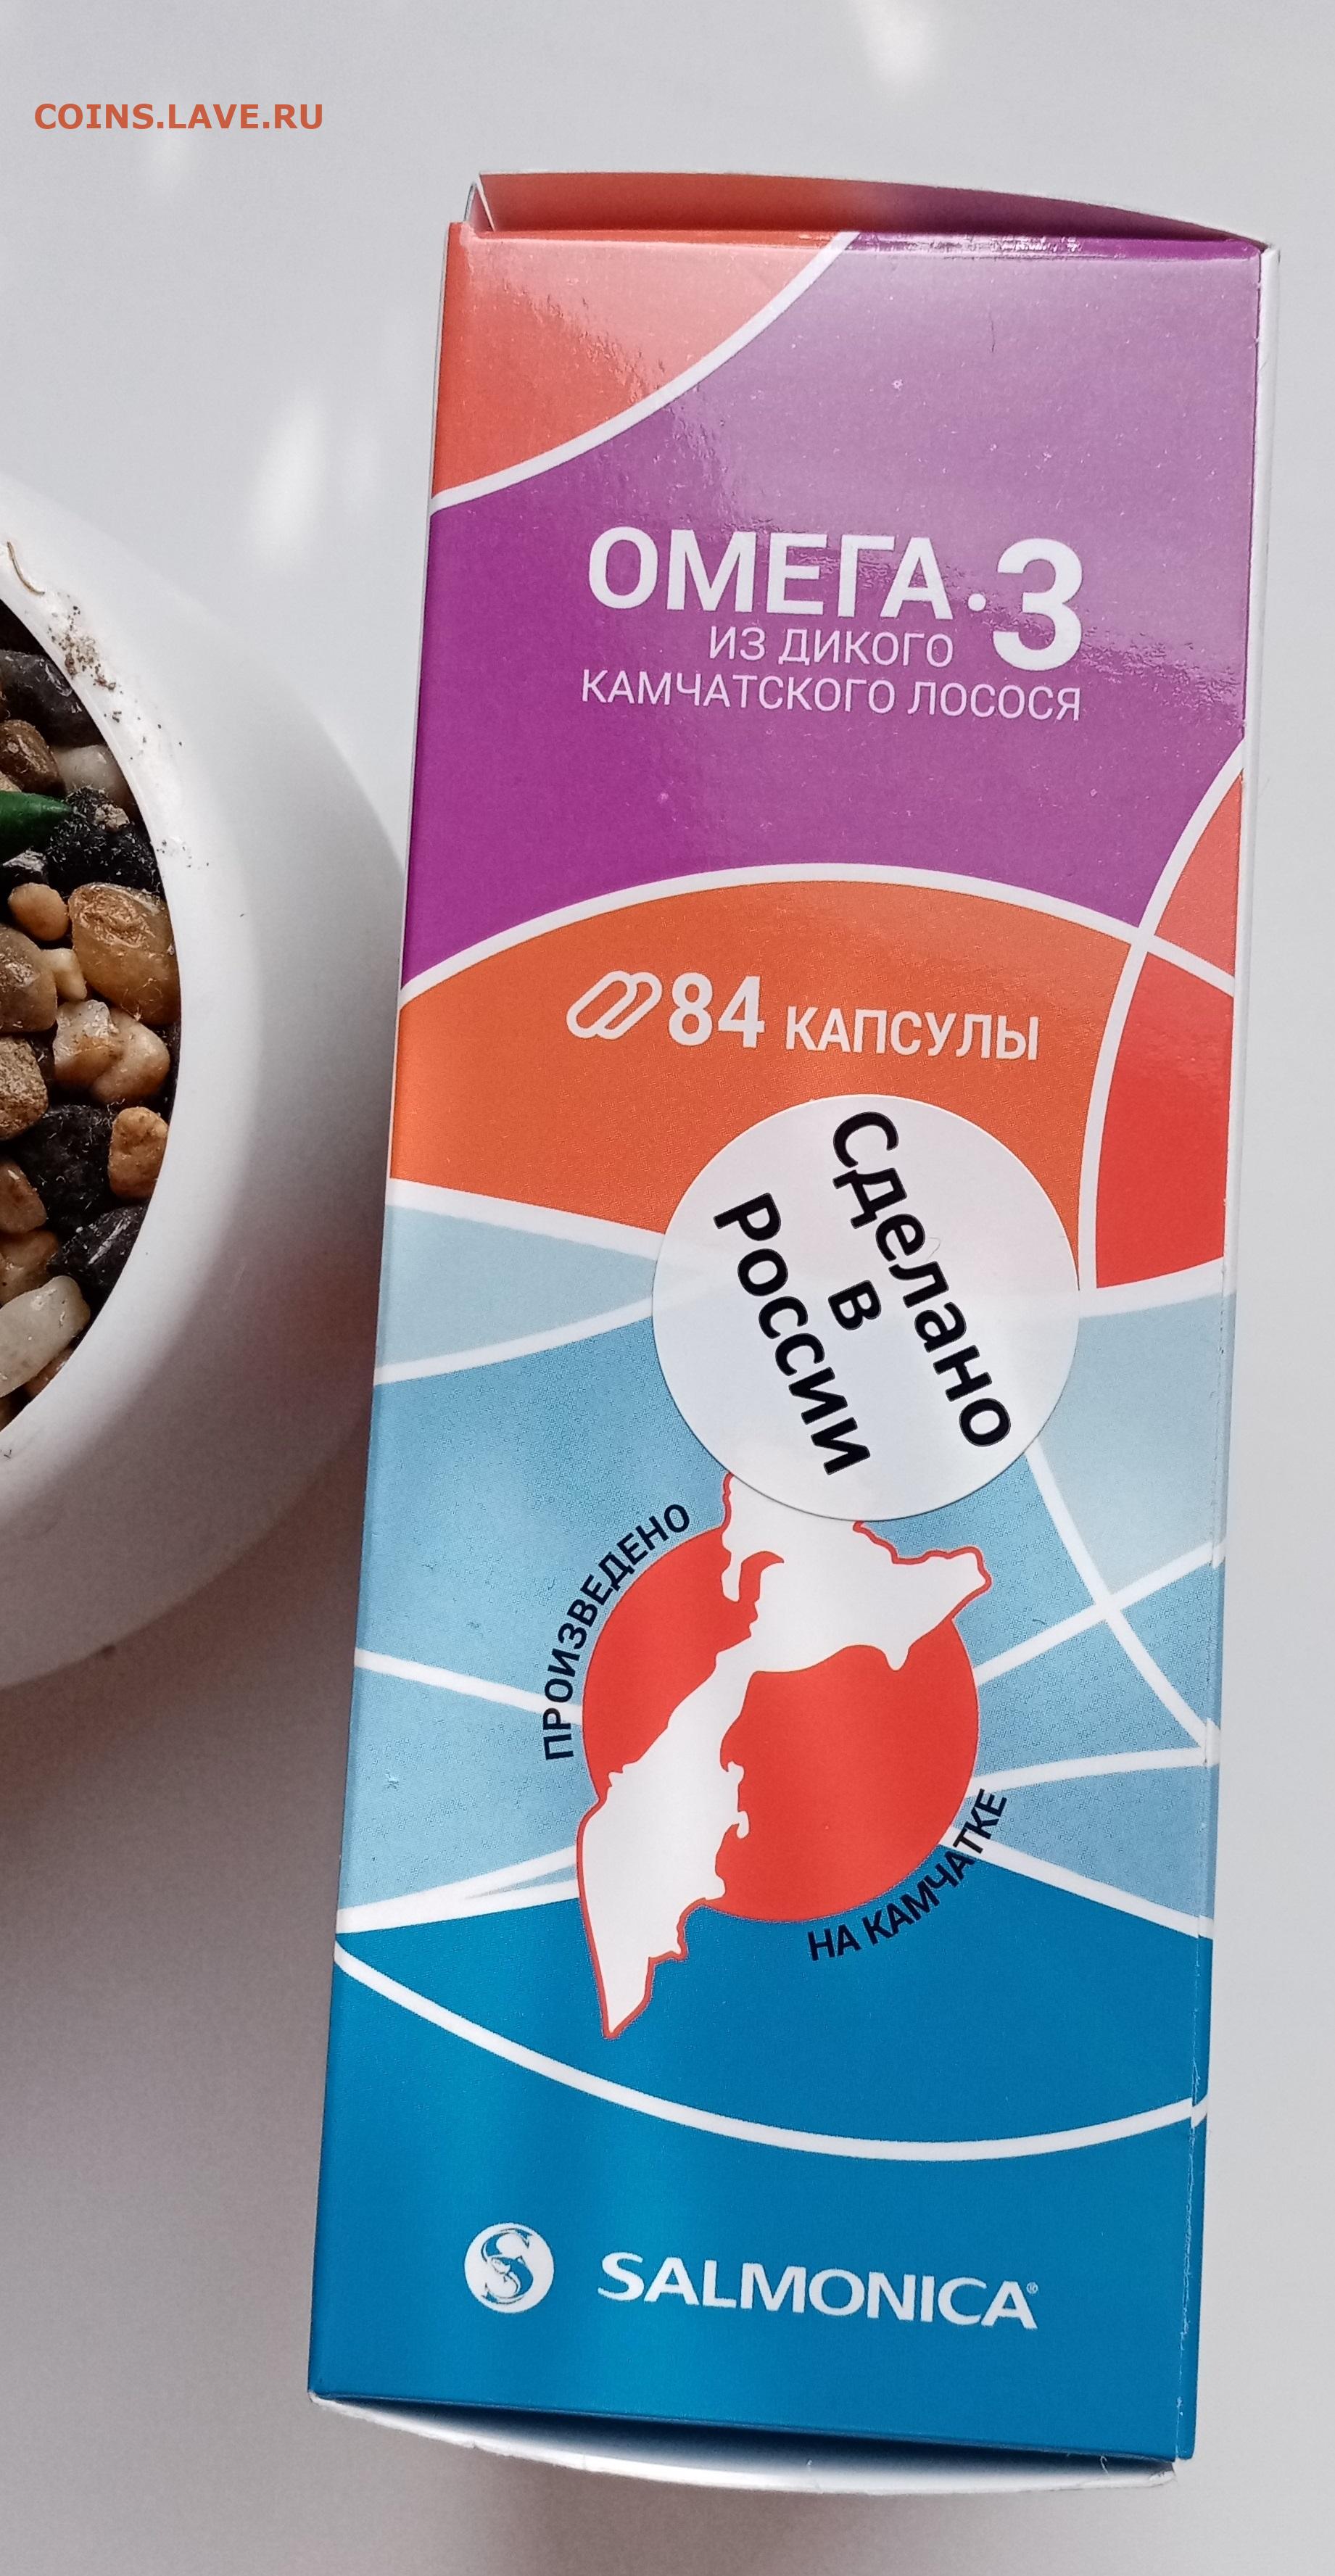 COINS.LAVE.RU
ОМЕГА·3
ИЗ ДИКОГО
КАМЧАТСКОГО ЛОСОСЯ
84 КАПСУЛЫ
Сделано
в
России
ПРОИЗВЕДЕНО
НА КАМЧАТКЕ
SALMONICA®